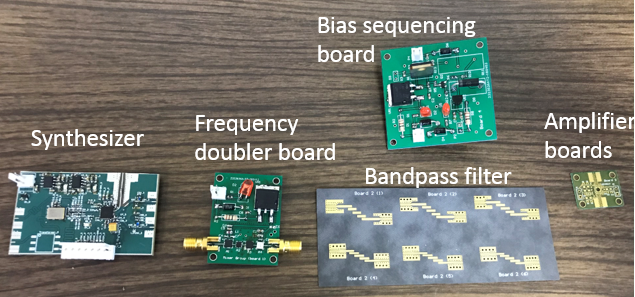 Bias sequencing
board
Synthesizer
Frequency
doubler board
Amplifier
boards
Bandpass filter
Board 2 (1)
Board 2 (2)
Board 2 (3)
Board 2 (4)
Board 2 (5)
Board 2 (6)